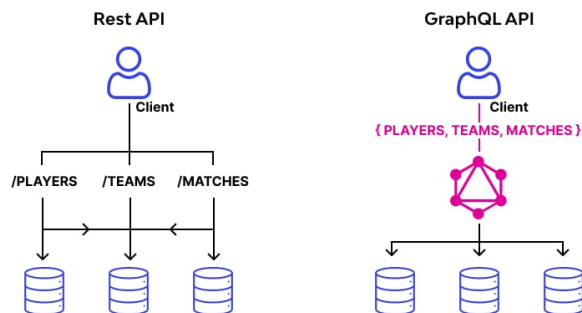 Rest API
Client
/PLAYERS /TEAMS /MATCHES
GraphQL API
Client
{ PLAYERS, TEAMS, MATCHES }